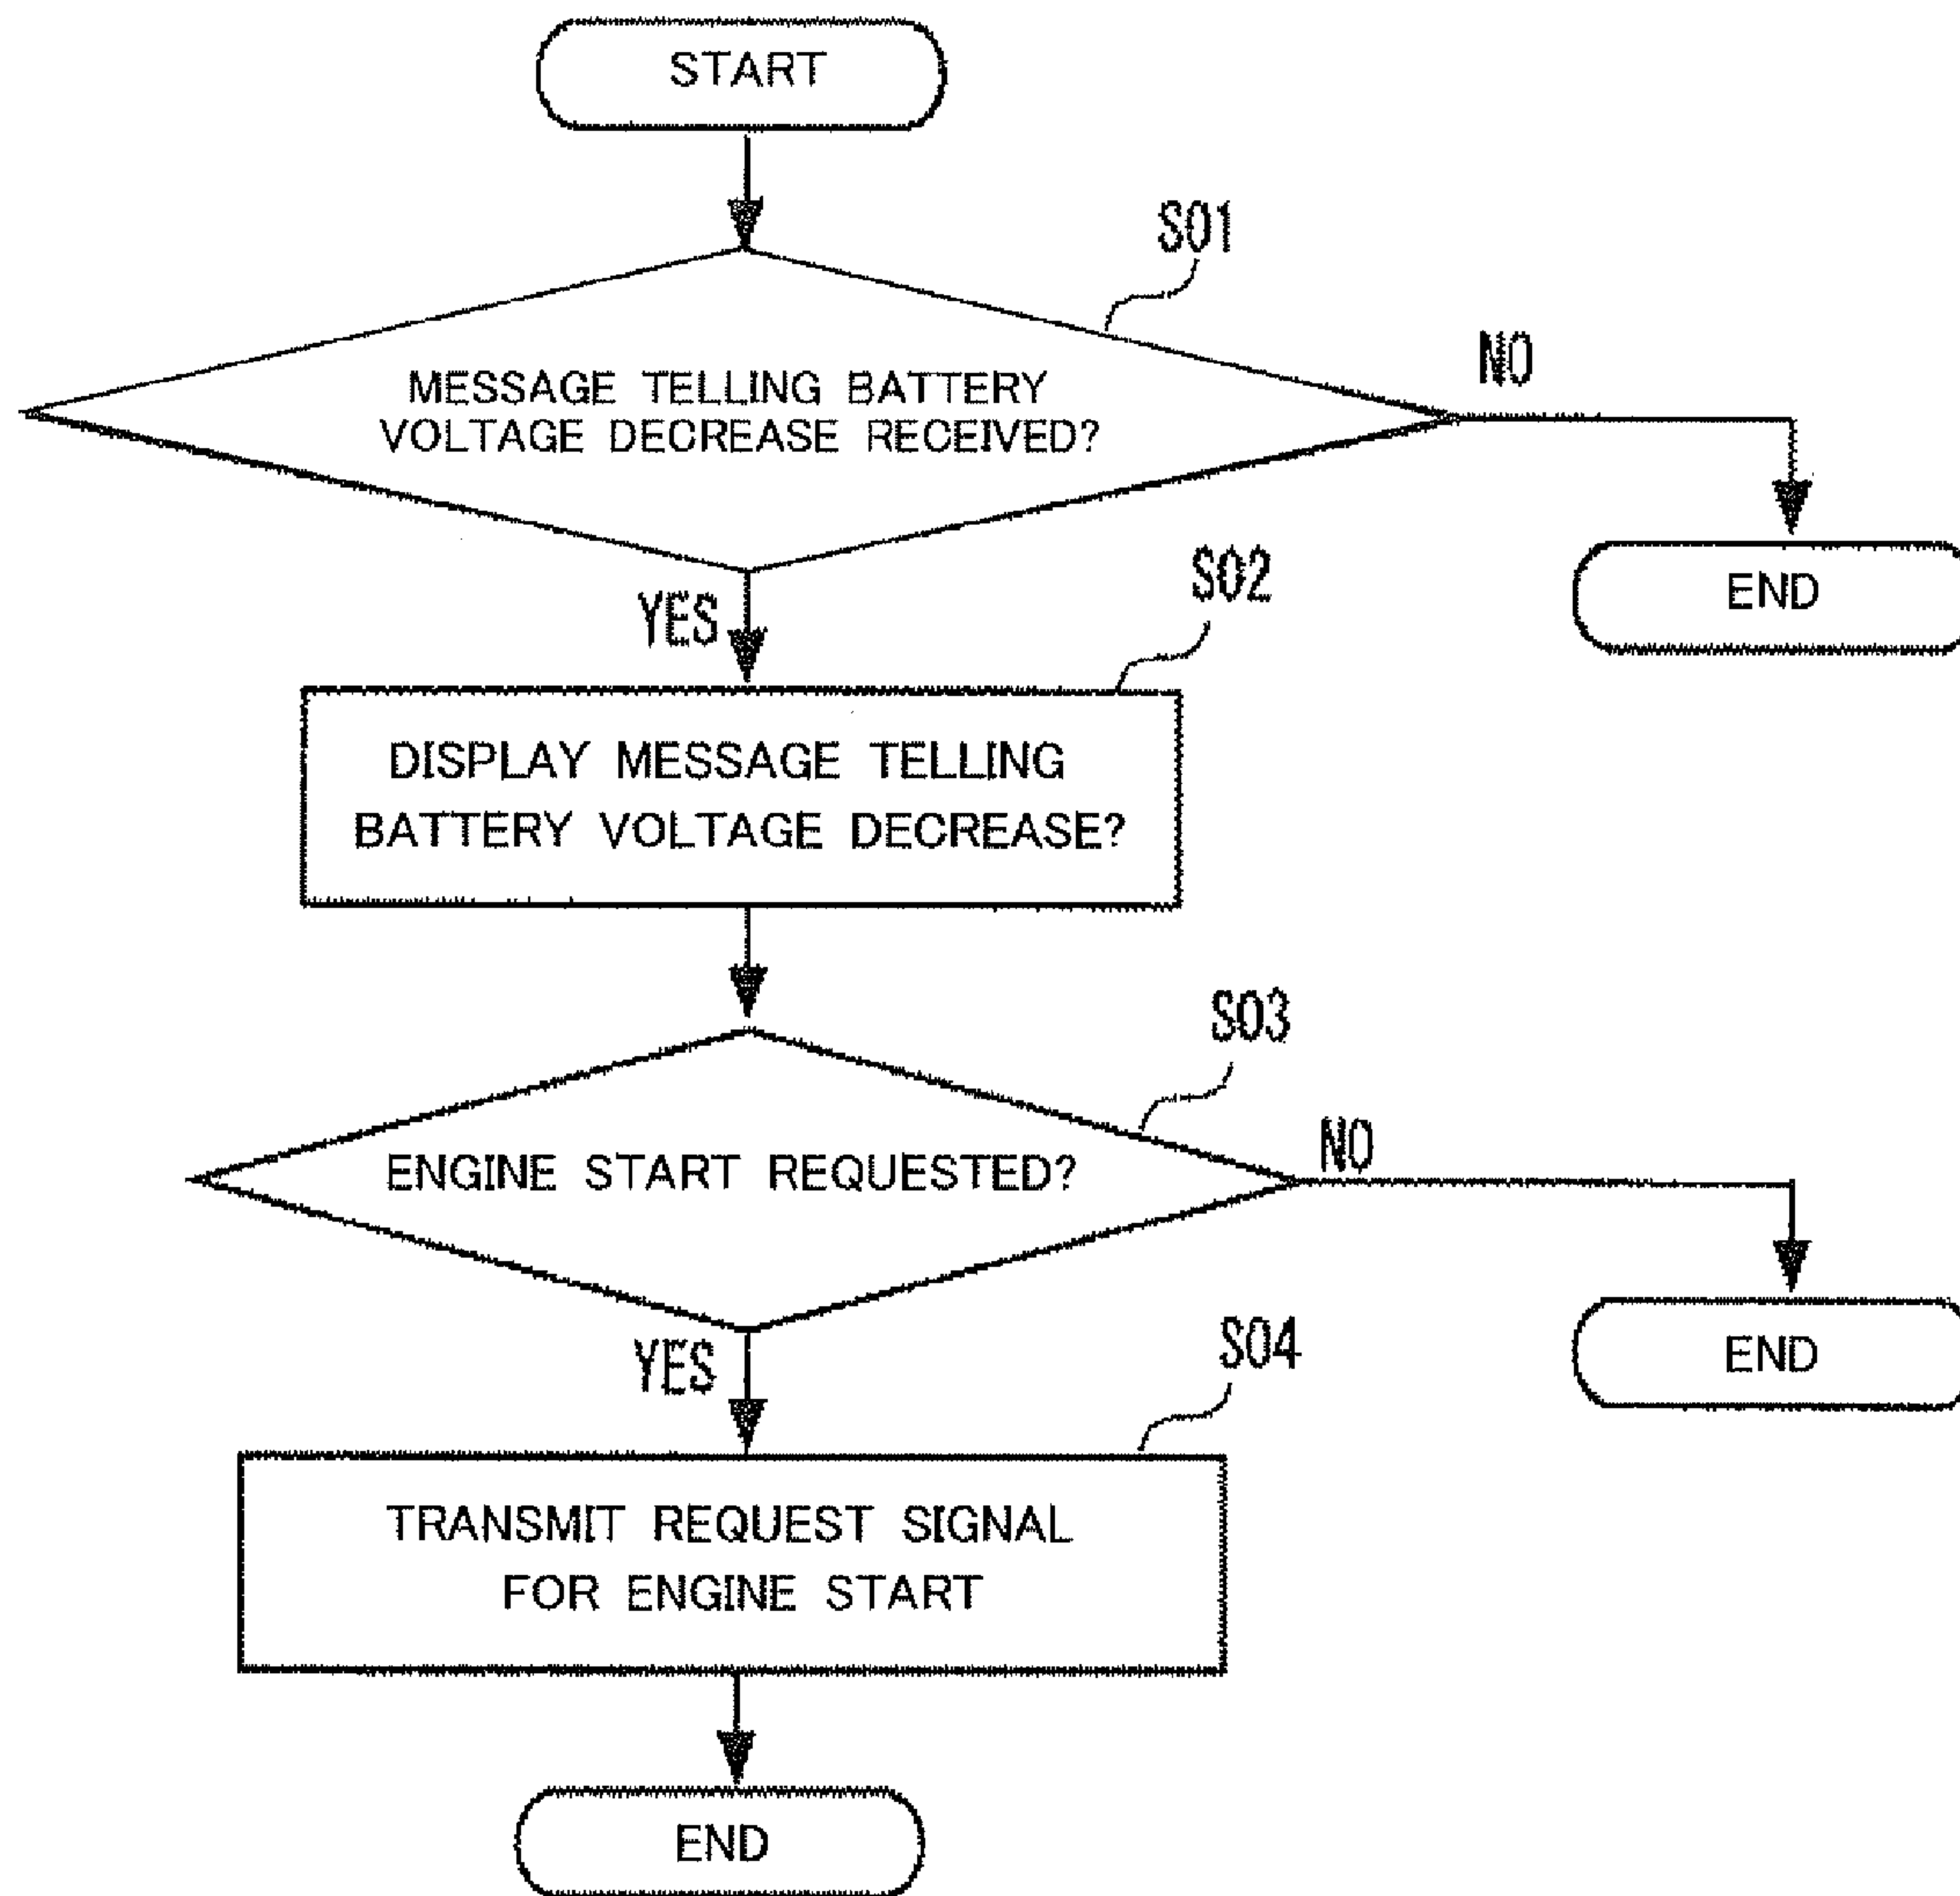 START
S01
MESSAGE TELLING BATTERY
VOLTAGE DECREASE RECEIVED?
NO
END
YES
S02
DISPLAY MESSAGE TELLING
BATTERY VOLTAGE DECREASE?
S03
ENGINE START REQUESTED?
NO
END
YES
S04
TRANSMIT REQUEST SIGNAL
FOR ENGINE START
END